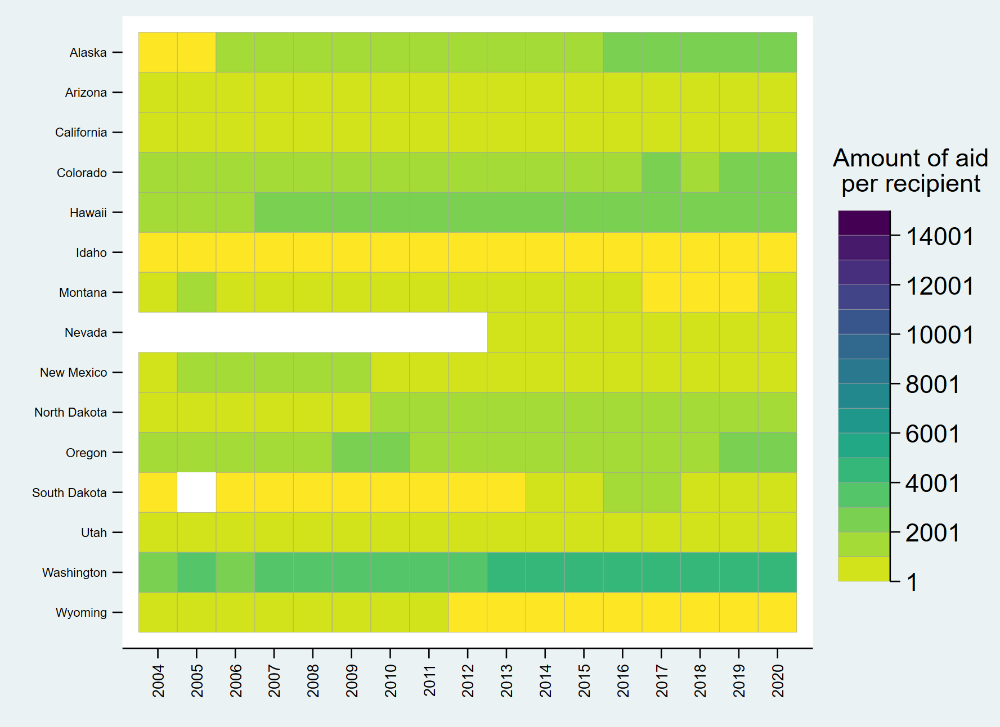 Alaska
Arizona
California
Colorado
Hawaii
Idaho
Montana
Nevada
New Mexico
North Dakota
Oregon
South Dakota
Utah
Washington
Wyoming
2004
2005
2006
2007
2008
2009
2010
2011
2012
2013
2014
2015
2016
2017
2018
2019
2020
Amount of aid
per recipient
14001
12001
10001
8001
6001
4001
2001
1